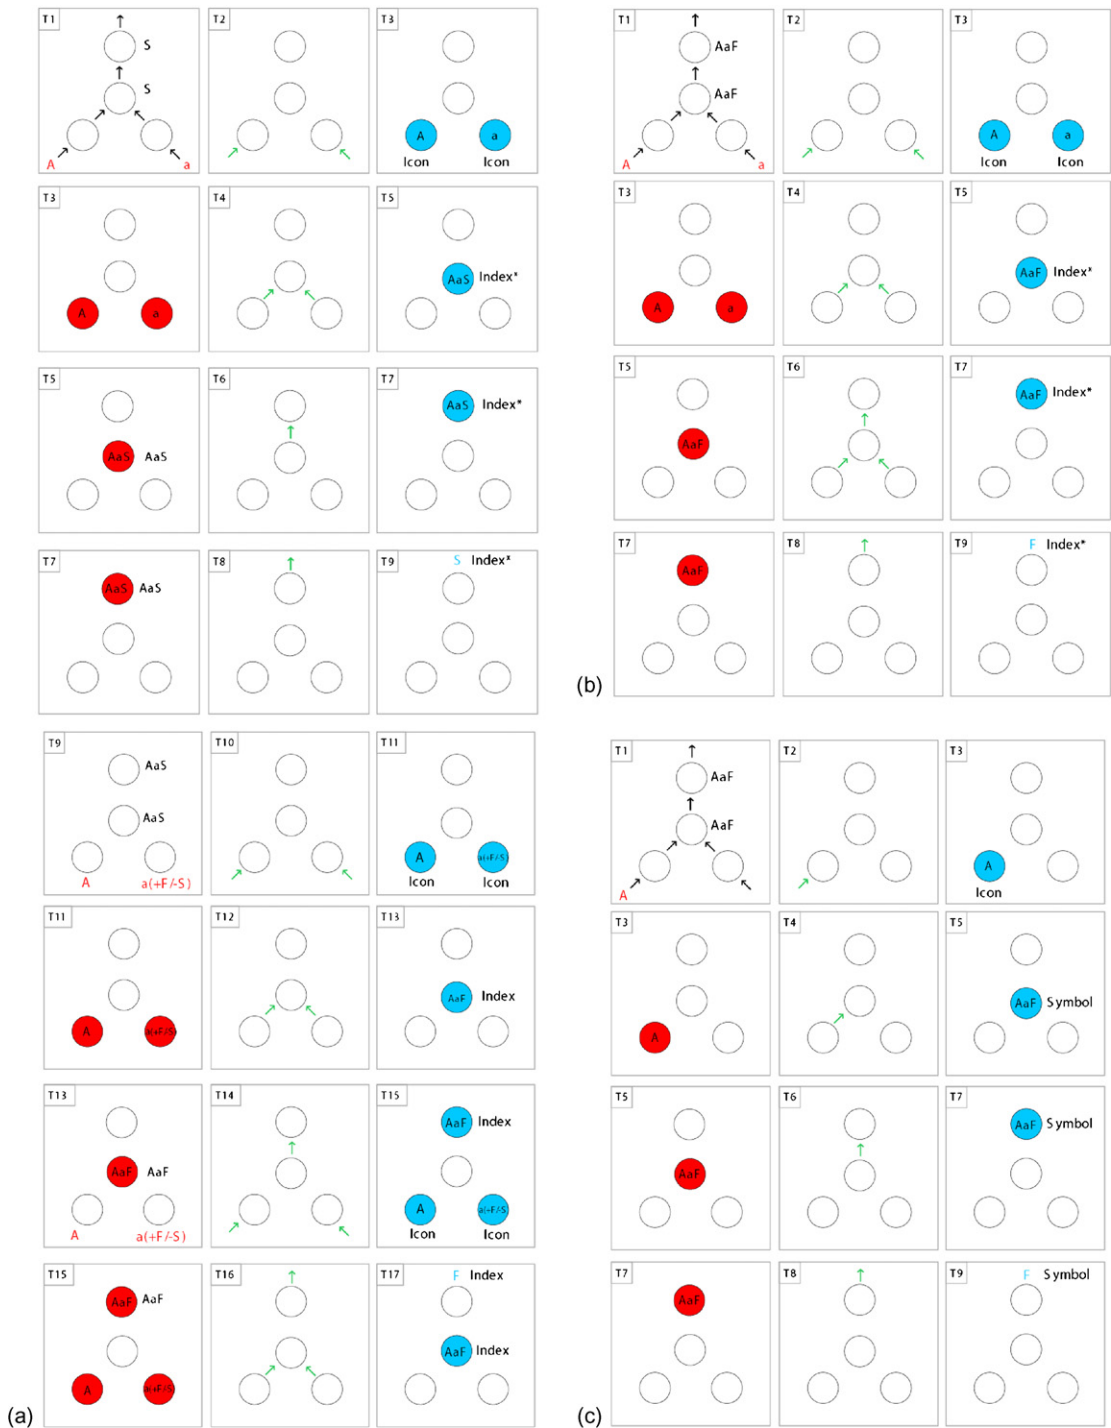 T1
S
S
A
a
T2
T3
A
a
Icon
Icon
T3
A
a
T4
T5
AaS
Index*
T5
AaS
AaS
T6
T7
AaS
Index*
T7
AaS
AaS
T8
T9
S
Index*
T9
AaS
AaS
A
a(+F/-S)
T10
T11
A
a(+F/-S)
Icon
Icon
T11
A
a(+F/-S)
T12
T13
AaF
Index
T13
AaF
AaF
A
a(+F/-S)
T14
T15
AaF
Index
A
a(+F/-S)
Icon
Icon
T15
AaF
AaF
A
a(+F/-S)
T16
T17
F
Index
AaF
Index
(a)
T1
AaF
AaF
A
a
T2
T3
A
a
Icon
Icon
T3
A
a
T4
T5
AaF
Index*
T5
AaF
T6
T7
AaF
Index*
T7
AaF
T8
T9
F
Index*
(b)
T1
AaF
AaF
A
T2
T3
A
Icon
T3
A
T4
T5
AaF
Symbol
T5
AaF
T6
T7
AaF
Symbol
T7
AaF
T8
T9
F
Symbol
(c)